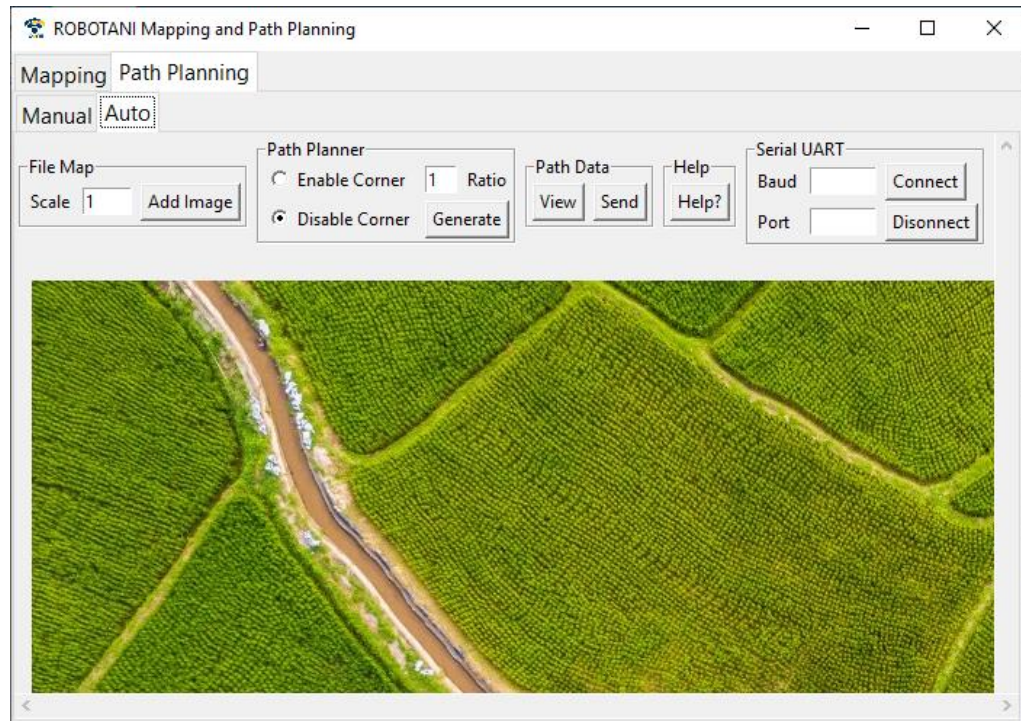 ROBOTANI Mapping and Path Planning
Mapping Path Planning
Manual Auto
File Map
Scale 1 Add Image
Path Planner
Enable Corner 1 Ratio
Disable Corner Generate
Path Data
View Send
Help
Help?
Serial UART
Baud Connect
Port Disonnect